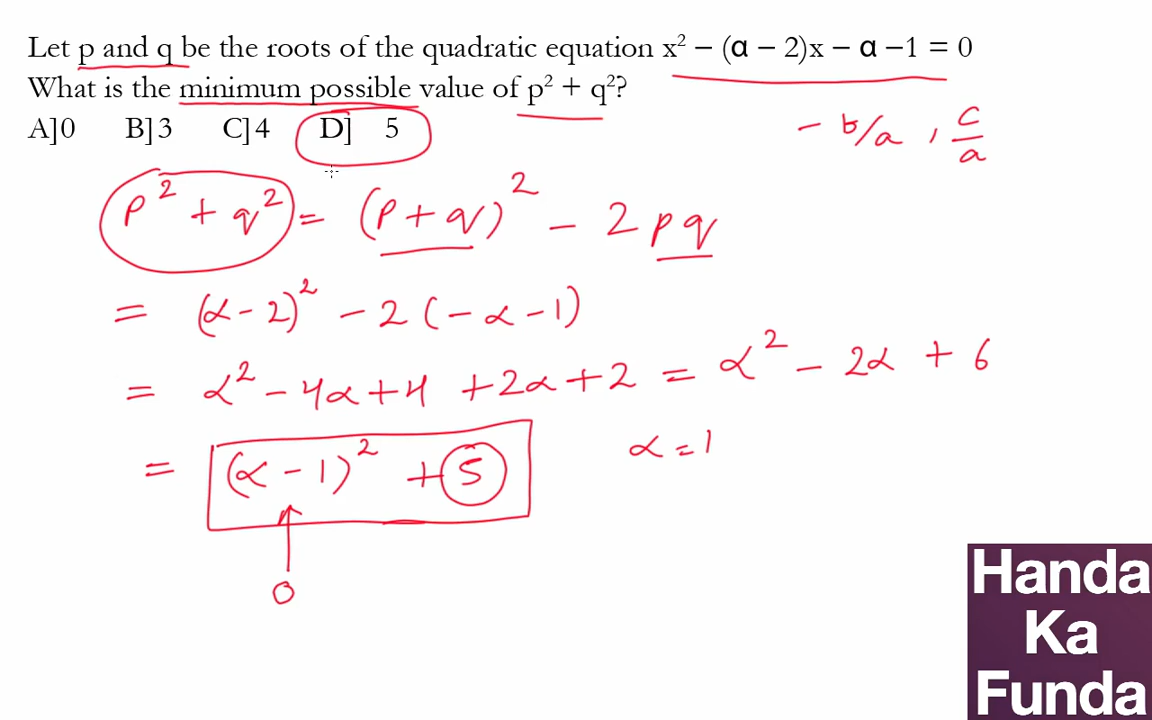 Let p and q be the roots of the quadratic equation x² − (α − 2)x − α −1 = 0
What is the minimum possible value of p² + q²?
A]0 B]3 C]4 D] 5
− b/a , c/a
p² + q² = (p + q)² − 2pq
= (α − 2)² − 2(−α − 1)
= α² − 4α + 4 + 2α + 2 = α² − 2α + 6
= (α − 1)² + 5 α = 1
0
Handa
Ka
Funda